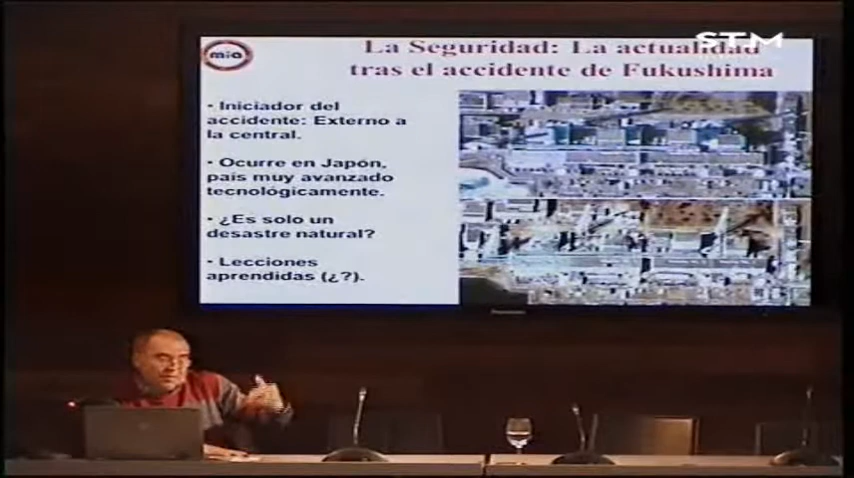 STM
mia
La Seguridad: La actualidad
tras el accidente de Fukushima
• Iniciador del
accidente: Externo a
la central.
• Ocurre en Japón,
país muy avanzado
tecnológicamente.
• ¿Es solo un
desastre natural?
• Lecciones
aprendidas (¿?).